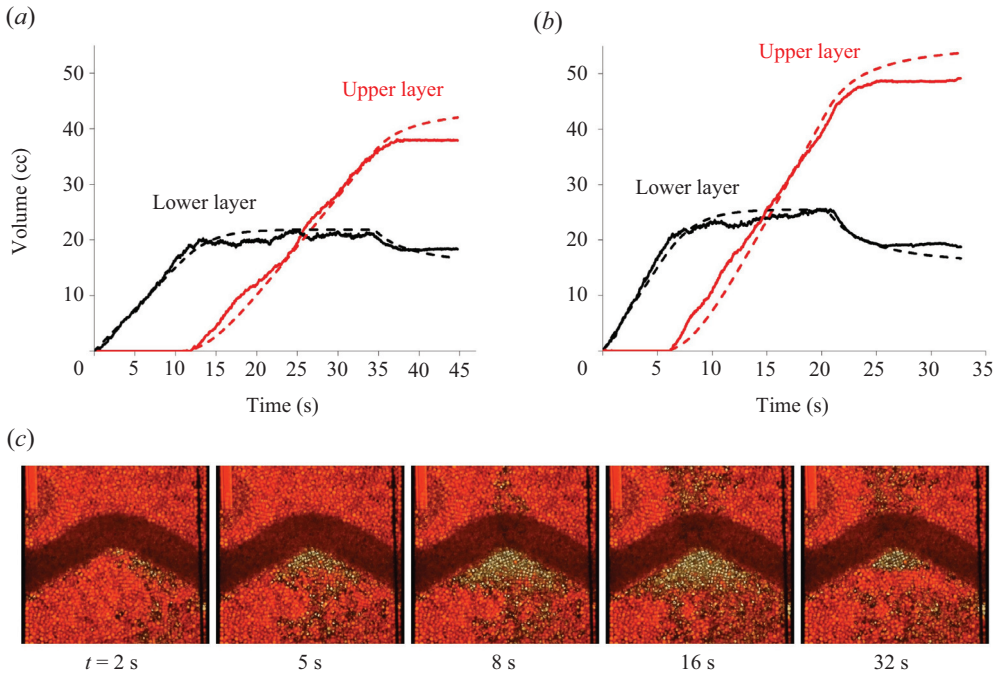 (a)
Volume (cc)
50
40
30
20
10
0
Upper layer
Lower layer
5 10 15 20 25 30 35 40 45
Time (s)
(b)
50
40
30
20
10
0
Upper layer
Lower layer
5 10 15 20 25 30 35
Time (s)
(c)
t = 2 s 5 s 8 s 16 s 32 s